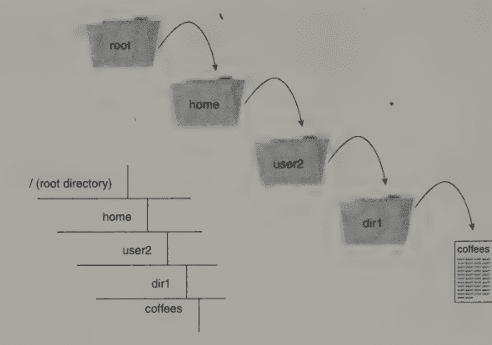 root
home
user2
dir1
coffees
/ (root directory)
home
user2
dir1
coffees